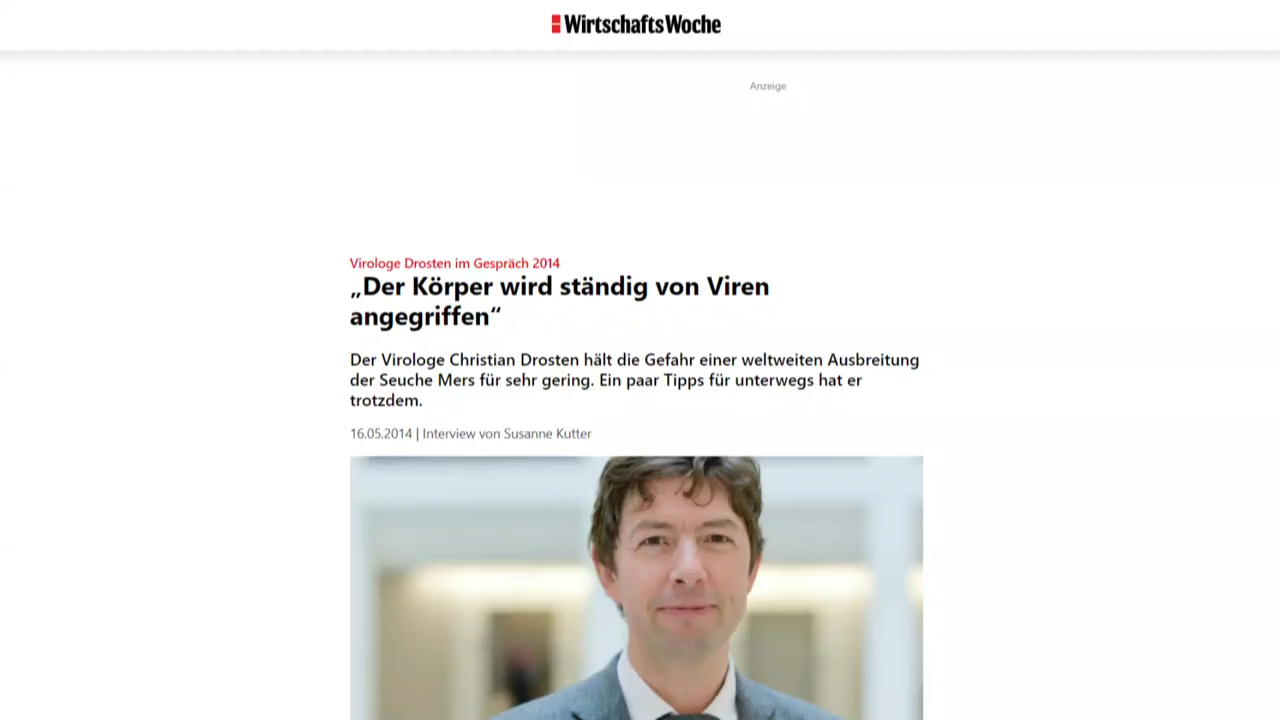 WirtschaftsWoche
Anzeige
Virologe Drosten im Gespräch 2014
„Der Körper wird ständig von Viren
angegriffen“
Der Virologe Christian Drosten hält die Gefahr einer weltweiten Ausbreitung
der Seuche Mers für sehr gering. Ein paar Tipps für unterwegs hat er
trotzdem.
16.05.2014 | Interview von Susanne Kutter